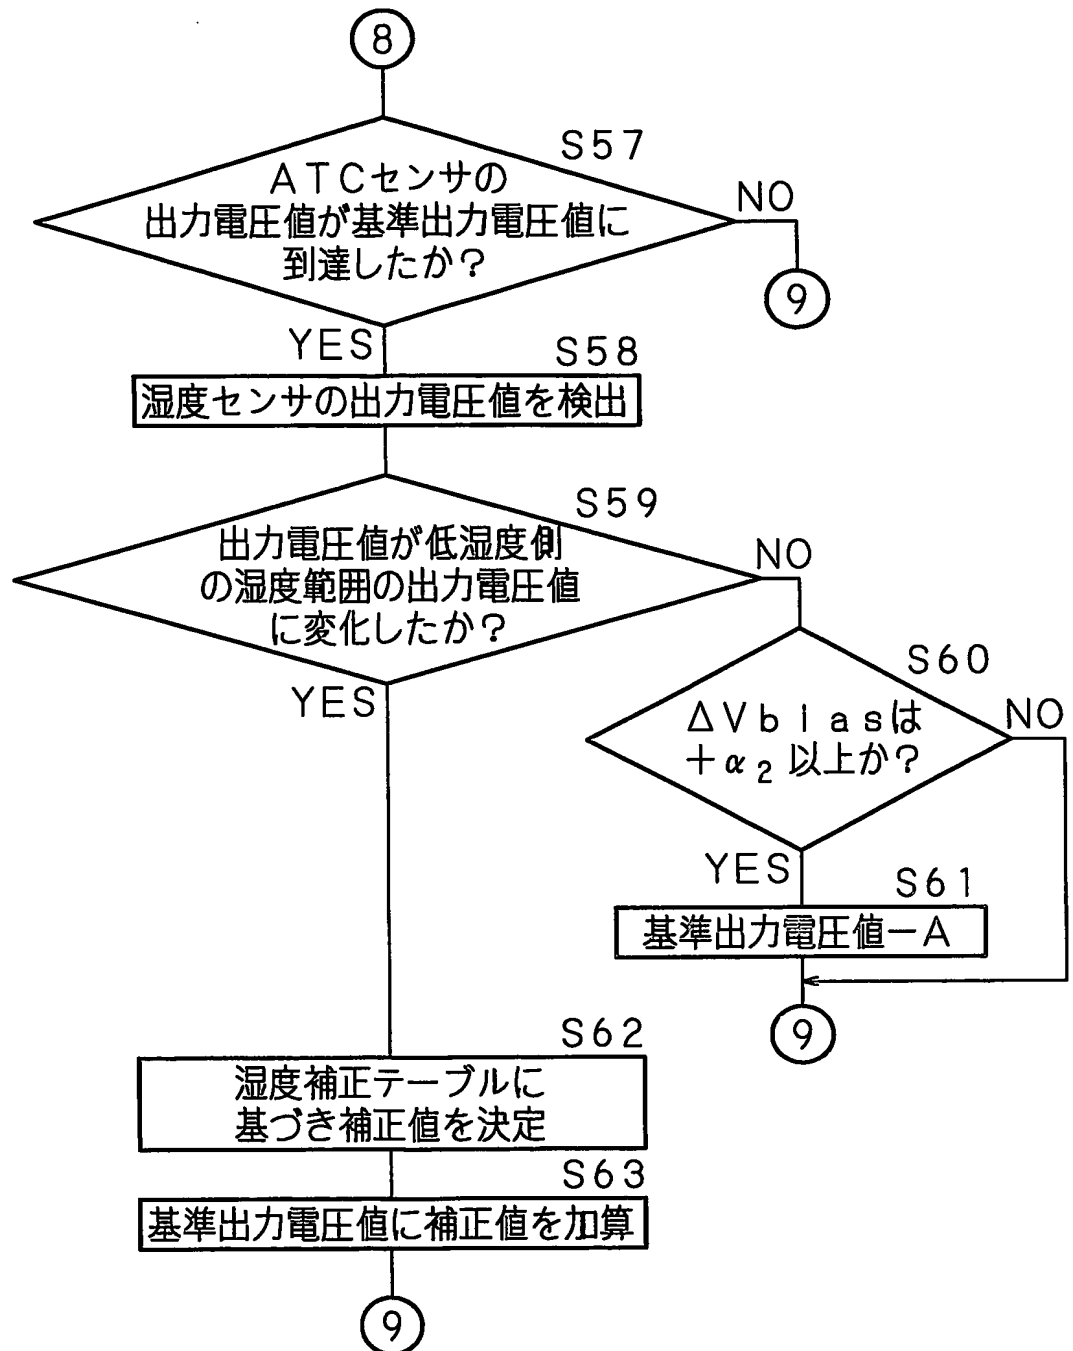 8
S57
ATCセンサの
出力電圧値が基準出力電圧値に
到達したか?
NO
9
YES
S58
湿度センサの出力電圧値を検出
S59
出力電圧値が低湿度側
の湿度範囲の出力電圧値
に変化したか?
NO
YES
S60
ΔVbiasは
+α2 以上か?
NO
YES
S61
基準出力電圧値-A
9
S62
湿度補正テーブルに
基づき補正値を決定
S63
基準出力電圧値に補正値を加算
9